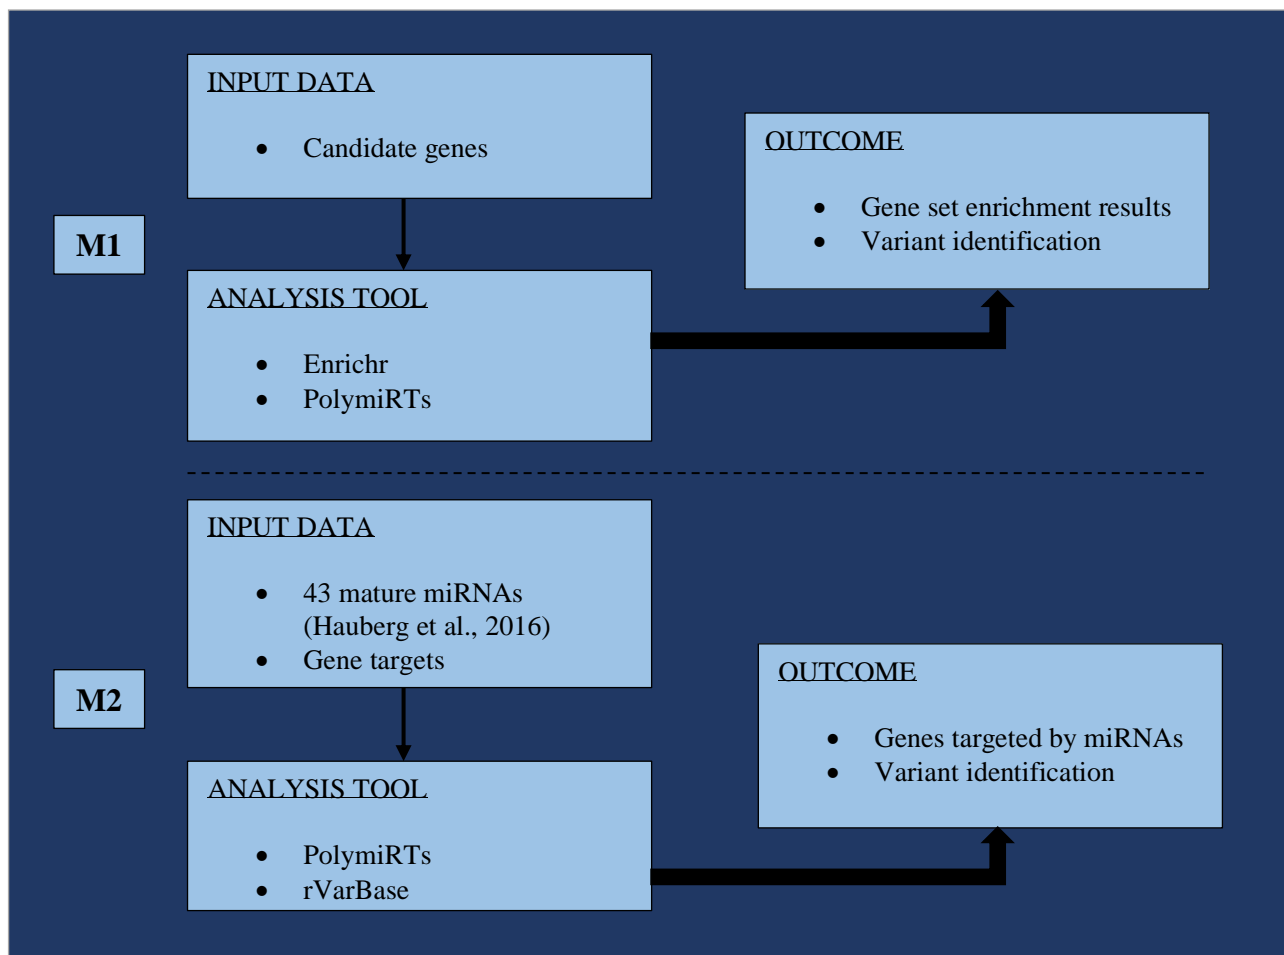 M1
INPUT DATA
• Candidate genes
ANALYSIS TOOL
• Enrichr
• PolymiRTs
OUTCOME
• Gene set enrichment results
• Variant identification
M2
INPUT DATA
• 43 mature miRNAs
(Hauberg et al., 2016)
• Gene targets
ANALYSIS TOOL
• PolymiRTs
• rVarBase
OUTCOME
• Genes targeted by miRNAs
• Variant identification